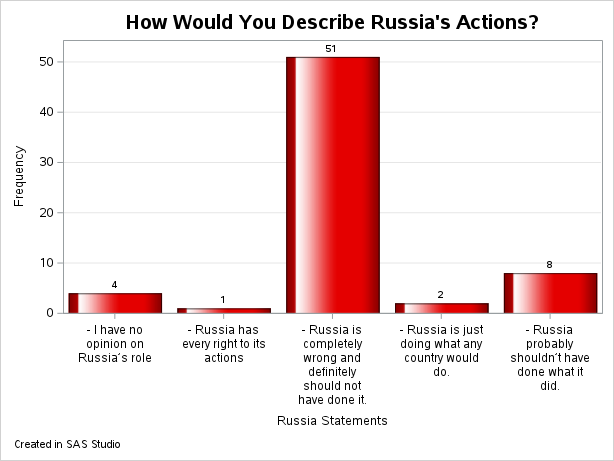 How Would You Describe Russia's Actions?
Frequency
50
40
30
20
10
0
4
1
51
2
8
- I have no
opinion on
Russia´s role
- Russia has
every right to its
actions
- Russia is
completely
wrong and
definitely
should not
have done it.
- Russia is just
doing what any
country would
do.
- Russia
probably
shouldn´t have
done what it
did.
Russia Statements
Created in SAS Studio